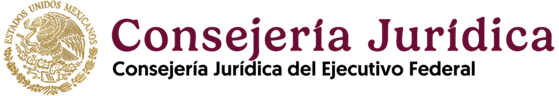 ESTADOS UNIDOS MEXICANOS
Consejería Jurídica
Consejería Jurídica del Ejecutivo Federal